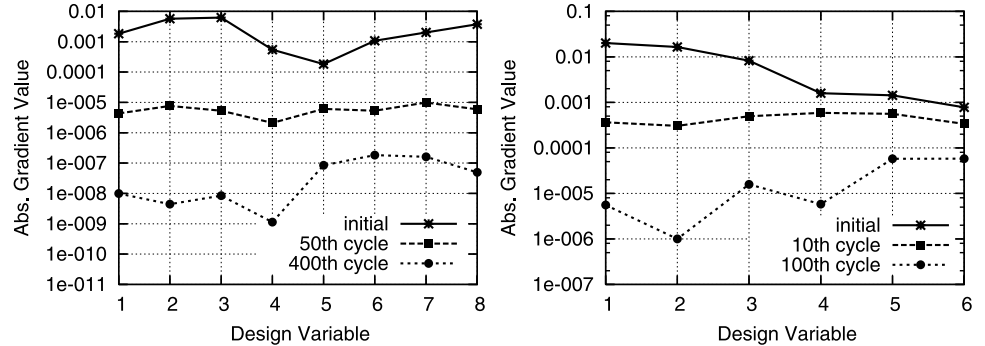 Abs. Gradient Value
0.01
0.001
0.0001
1e-005
1e-006
1e-007
1e-008
1e-009
1e-010
1e-011
initial
50th cycle
400th cycle
1 2 3 4 5 6 7 8
Design Variable
Abs. Gradient Value
0.1
0.01
0.001
0.0001
1e-005
1e-006
1e-007
initial
10th cycle
100th cycle
1 2 3 4 5 6
Design Variable